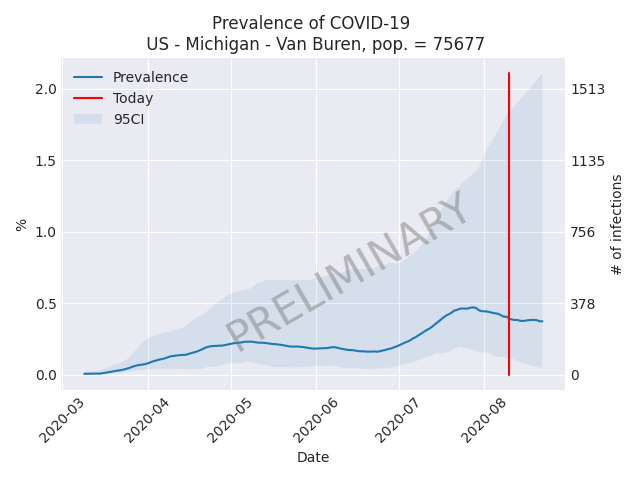 Prevalence of COVID-19
US - Michigan - Van Buren, pop. = 75677
Prevalence
Today
95CI
2.0
1.5
1.0
0.5
0.0
%
1513
1135
756
378
0
# of infections
PRELIMINARY
2020-03
2020-04
2020-05
2020-06
2020-07
2020-08
Date